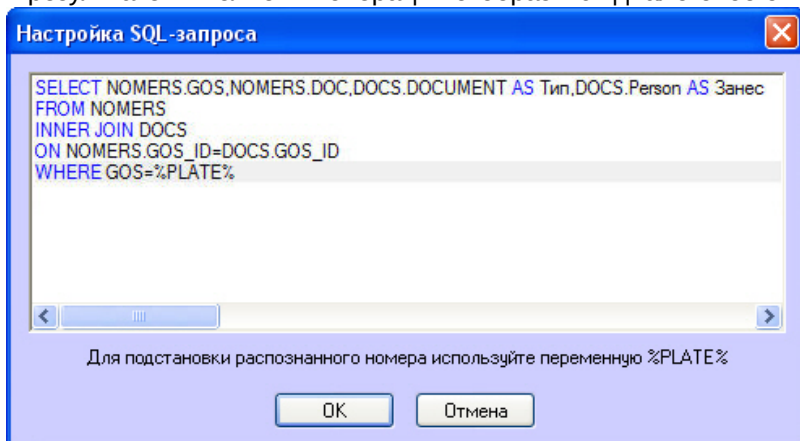 Настройка SQL-запроса
SELECT NOMERS.GOS,NOMERS.DOC,DOCS.DOCUMENT AS Тип,DOCS.Person AS Занес
FROM NOMERS
INNER JOIN DOCS
ON NOMERS.GOS_ID=DOCS.GOS_ID
WHERE GOS=%PLATE%
Для подстановки распознанного номера используйте переменную %PLATE%
OK Отмена